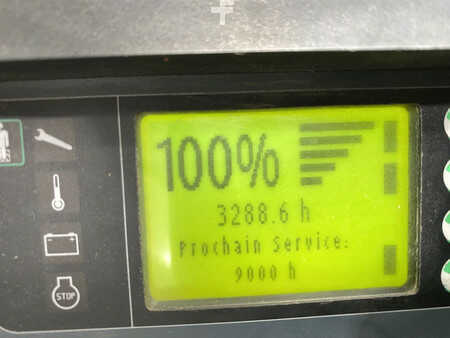 100%
3288.6 h
Prochain Service:
9000 h
STOP